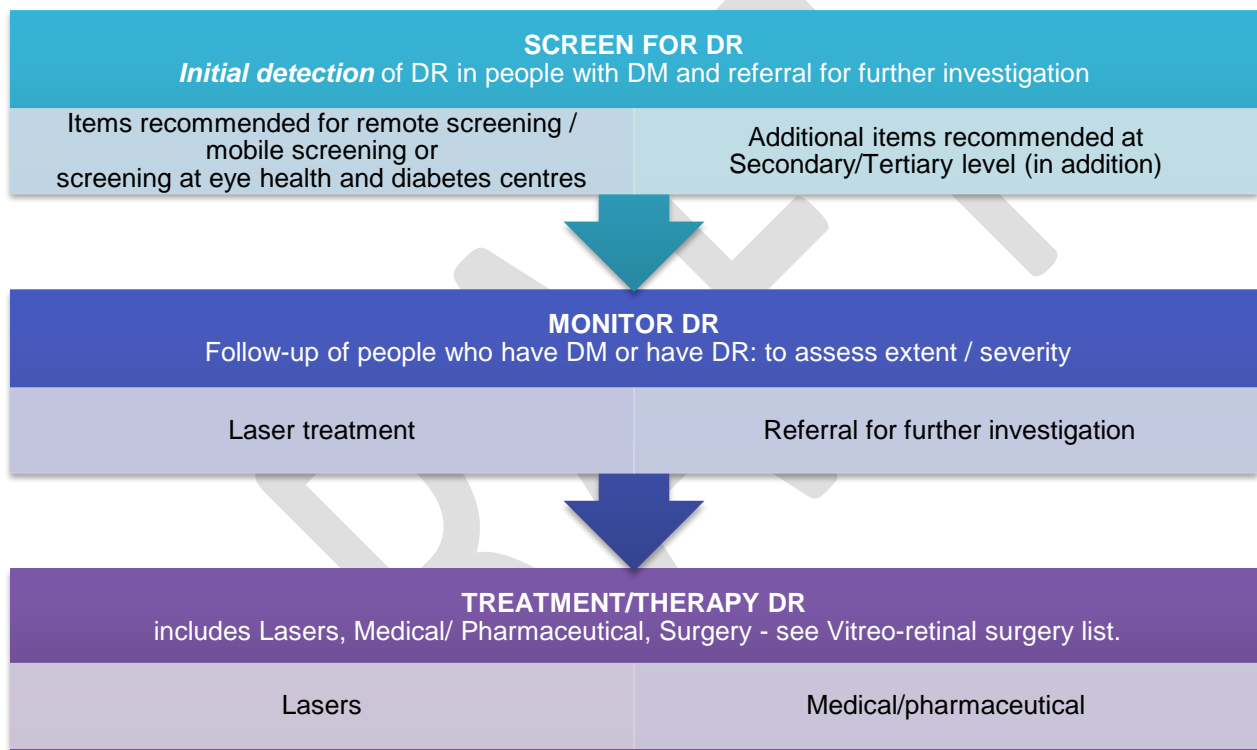 SCREEN FOR DR
Initial detection of DR in people with DM and referral for further investigation
Items recommended for remote screening /
mobile screening or
screening at eye health and diabetes centres
Additional items recommended at
Secondary/Tertiary level (in addition)
MONITOR DR
Follow-up of people who have DM or have DR: to assess extent / severity
Laser treatment
Referral for further investigation
TREATMENT/THERAPY DR
includes Lasers, Medical/ Pharmaceutical, Surgery - see Vitreo-retinal surgery list.
Lasers
Medical/pharmaceutical